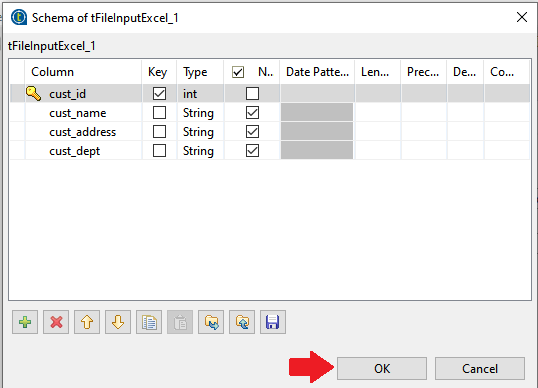 Schema of tFileInputExcel_1
tFileInputExcel_1
Column Key Type N.. Date Patte... Len... Prec... De... Co...
cust_id int
cust_name String
cust_address String
cust_dept String
OK Cancel